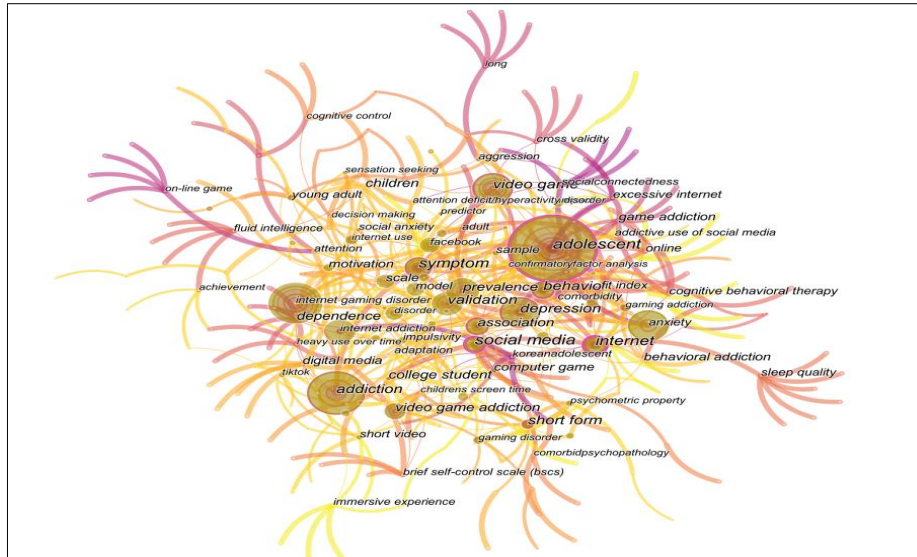 long
cognitive control
cross validity
aggression
sensation seeking
children
video game
socialconnectedness
on-line game
young adult
attention deficit/hyperactivity disorder
excessive internet
decision making
predictor
game addiction
fluid intelligence
social anxiety
adult
addictive use of social media
internet use
facebook
adolescent
attention
sample
online
motivation
symptom
confirmatoryfactor analysis
scale
achievement
model
prevalence
behavior
fit index
cognitive behavioral therapy
internet gaming disorder
validation
comorbidity
gaming addiction
dependence
disorder
depression
internet addiction
association
anxiety
heavy use over time
impulsivity
social media
internet
adaptation
koreanadolescent
behavioral addiction
digital media
computer game
tiktok
college student
sleep quality
addiction
childrens screen time
video game addiction
psychometric property
short form
short video
gaming disorder
comorbidpsychopathology
brief self-control scale (bscs)
immersive experience